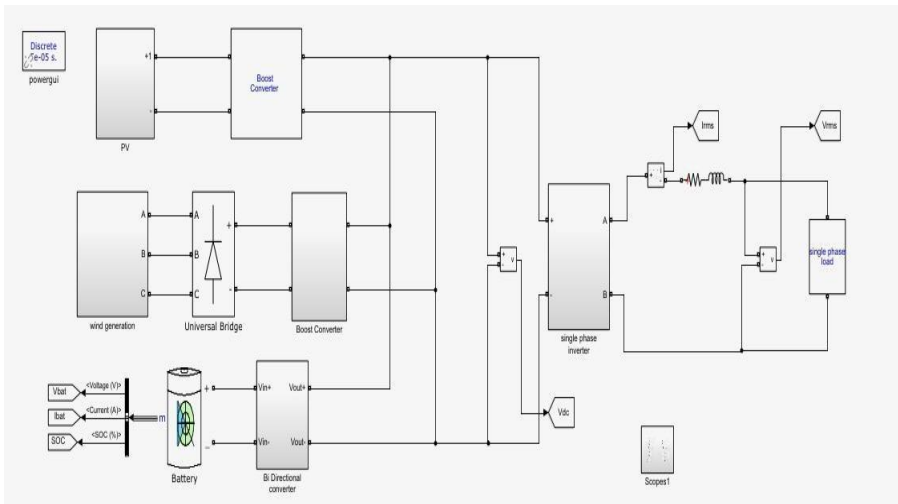 Discrete
5e-05 s.
powergui
+1
-
PV
Boost
Converter
Irms
Vrms
+
-
i
+
-
v
single phase
load
A
B
C
wind generation
A
B
C
+
-
Universal Bridge
Boost Converter
+
-
v
+
-
A
B
single phase
inverter
Vdc
Vbat
Ibat
SOC
<Voltage (V)>
<Current (A)>
<SOC (%)>
m
+
_
Battery
Vin+
Vin-
Vout+
Vout-
Bi Directional
converter
Scopes1